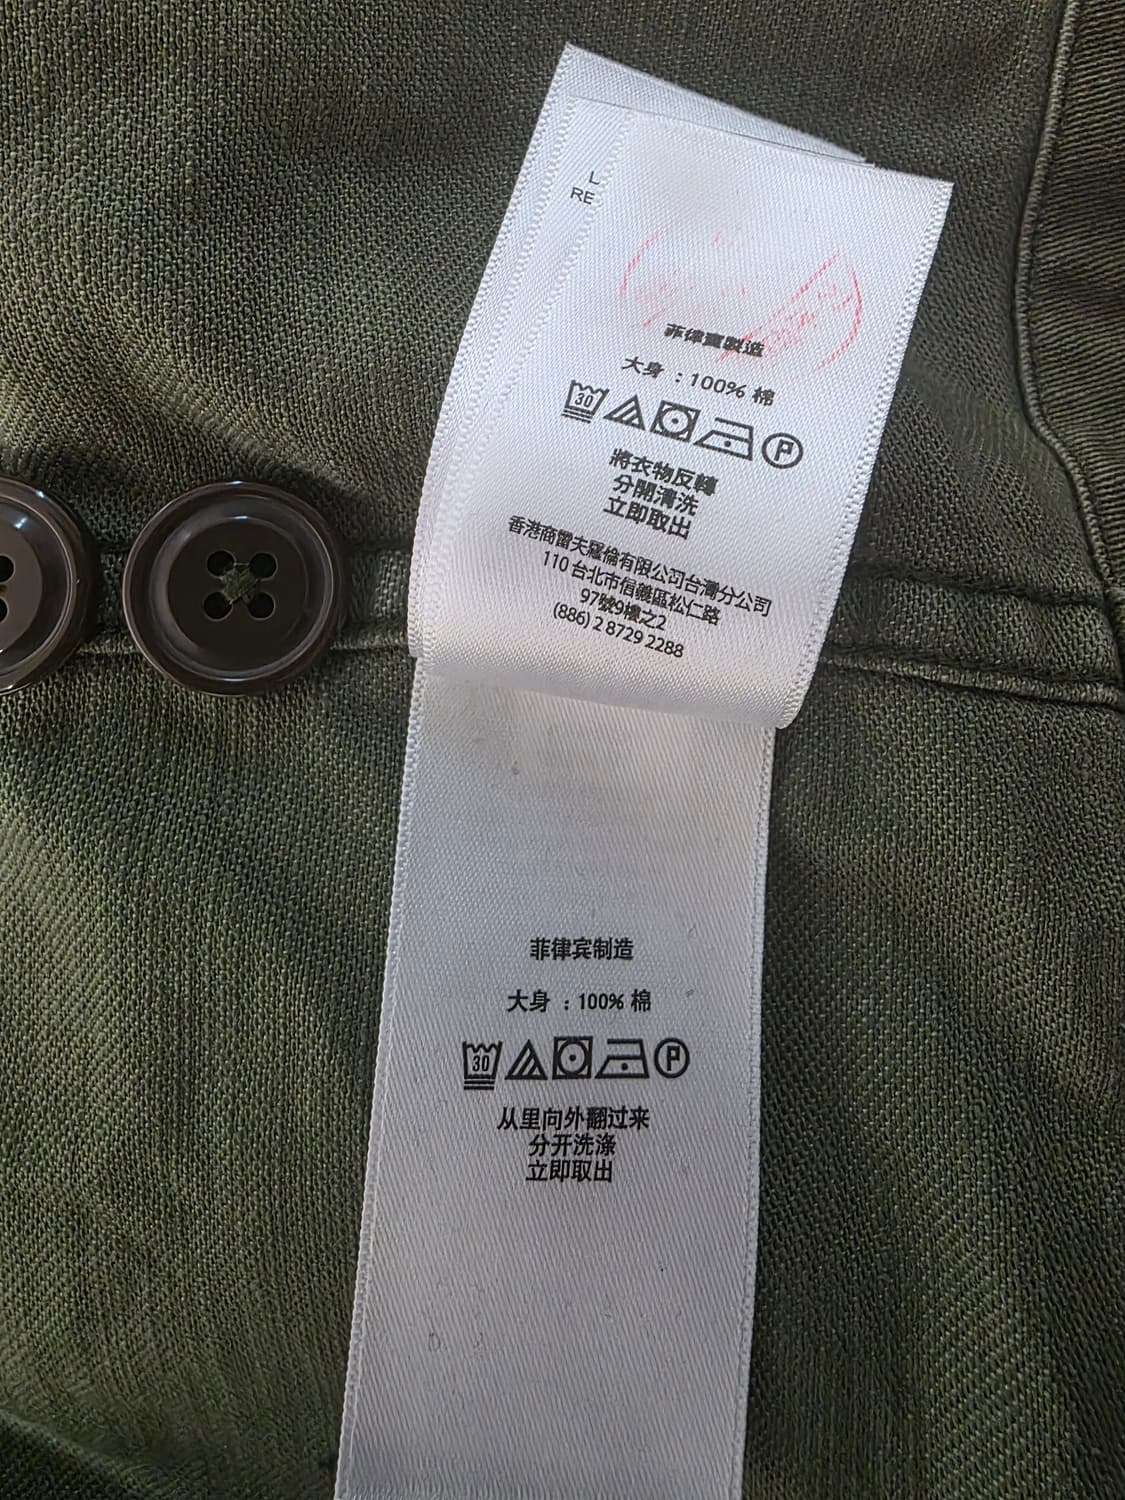 L
RE
菲律賓製造
大身 : 100% 棉
30
P
將衣物反轉
分開清洗
立即取出
香港商雷夫羅倫有限公司台灣分公司
110 台北市信義區松仁路
97號9樓之2
(886) 2 8729 2288
菲律宾制造
大身 : 100% 棉
30
P
从里向外翻过来
分开洗涤
立即取出